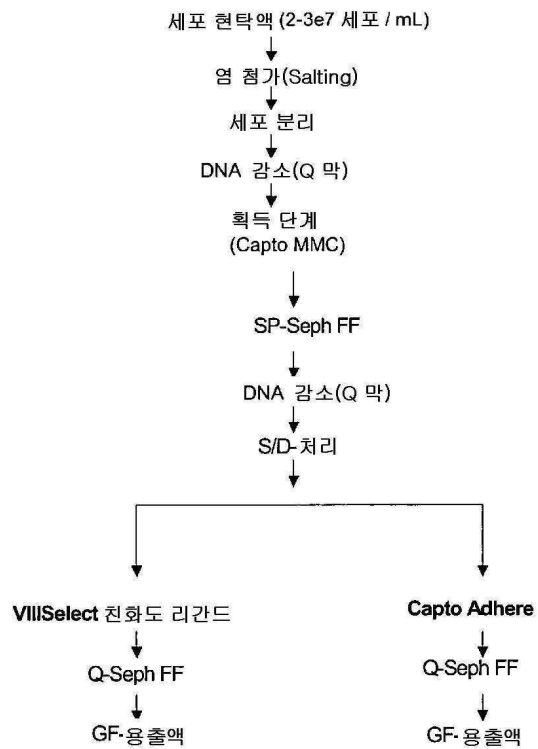 세포 현탁액 (2-3e7 세포 / mL)
염 첨가(Salting)
세포 분리
DNA 감소(Q 막)
획득 단계
(Capto MMC)
SP-Seph FF
DNA 감소(Q 막)
S/D-처리
VIIISelect 친화도 리간드
Q-Seph FF
GF-용출액
Capto Adhere
Q-Seph FF
GF-용출액